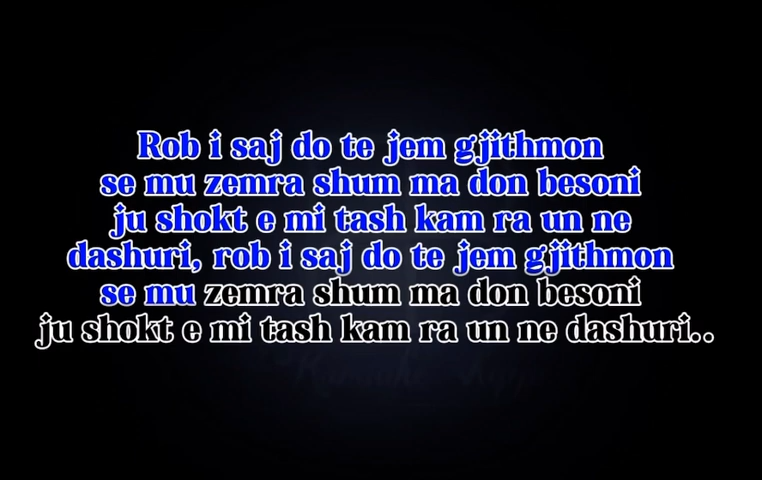 Rob i saj do te jem gjithmon
se mu zemra shum ma don besoni
ju shokt e mi tash kam ra un ne
dashuri, rob i saj do te jem gjithmon
se mu zemra shum ma don besoni
ju shokt e mi tash kam ra un ne dashuri..
Karaoke